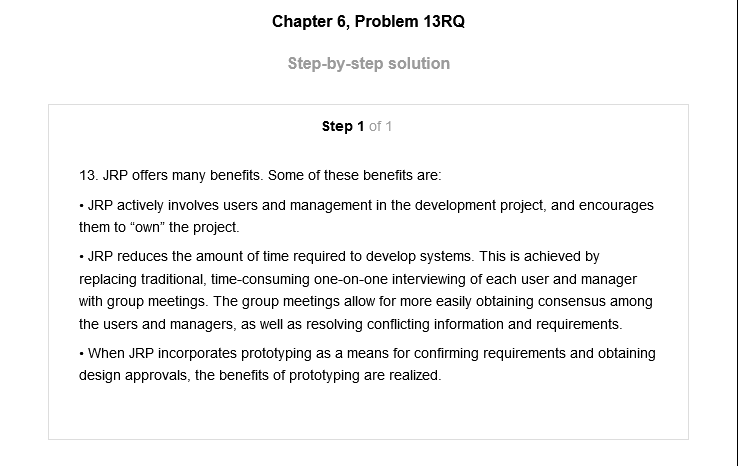 Chapter 6, Problem 13RQ
Step-by-step solution
Step 1 of 1
13. JRP offers many benefits. Some of these benefits are:
• JRP actively involves users and management in the development project, and encourages
them to “own” the project.
• JRP reduces the amount of time required to develop systems. This is achieved by
replacing traditional, time-consuming one-on-one interviewing of each user and manager
with group meetings. The group meetings allow for more easily obtaining consensus among
the users and managers, as well as resolving conflicting information and requirements.
• When JRP incorporates prototyping as a means for confirming requirements and obtaining
design approvals, the benefits of prototyping are realized.